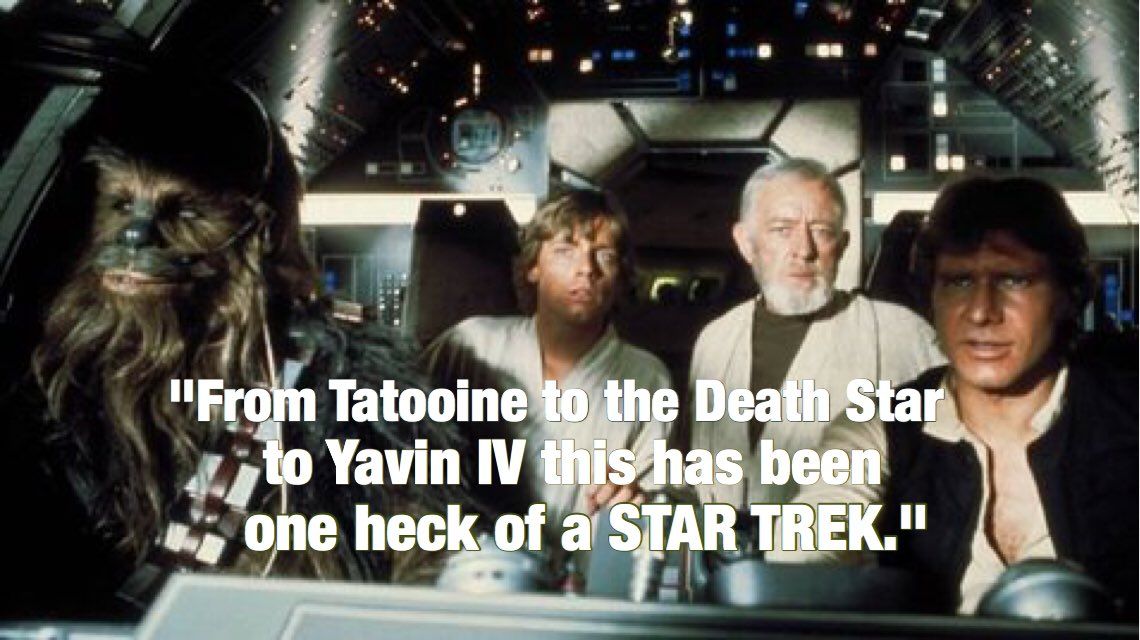 "From Tatooine to the Death Star
to Yavin IV this has been
one heck of a STAR TREK."